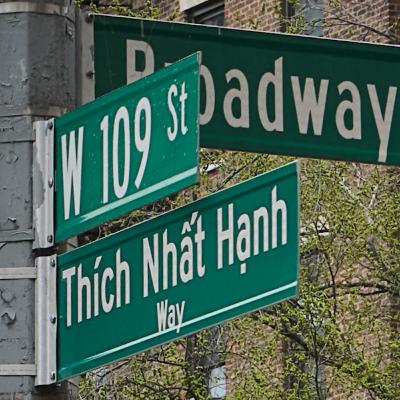 Broadway
W 109 St
Thích Nhất Hạnh
Way